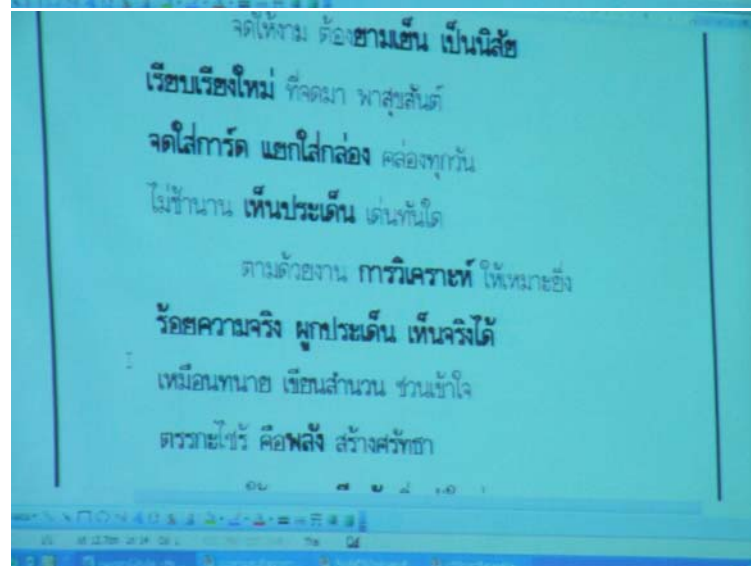 จดให้งาม ต้องยามเย็น เป็นนิสัย
เรียบเรียงใหม่ ที่จดมา พาสุขสันต์
จดใส่การ์ด แยกใส่กล่อง คล่องทุกวัน
ไม่ช้านาน เห็นประเด็น เด่นทันใด
ตามด้วยงาน การวิเคราะห์ ให้เหมาะยิ่ง
ร้อยความจริง ผูกประเด็น เห็นจริงได้
เหมือนทนาย เขียนสำนวน ชวนเข้าใจ
ตรรกะไซร้ คือพลัง สร้างศรัทธา